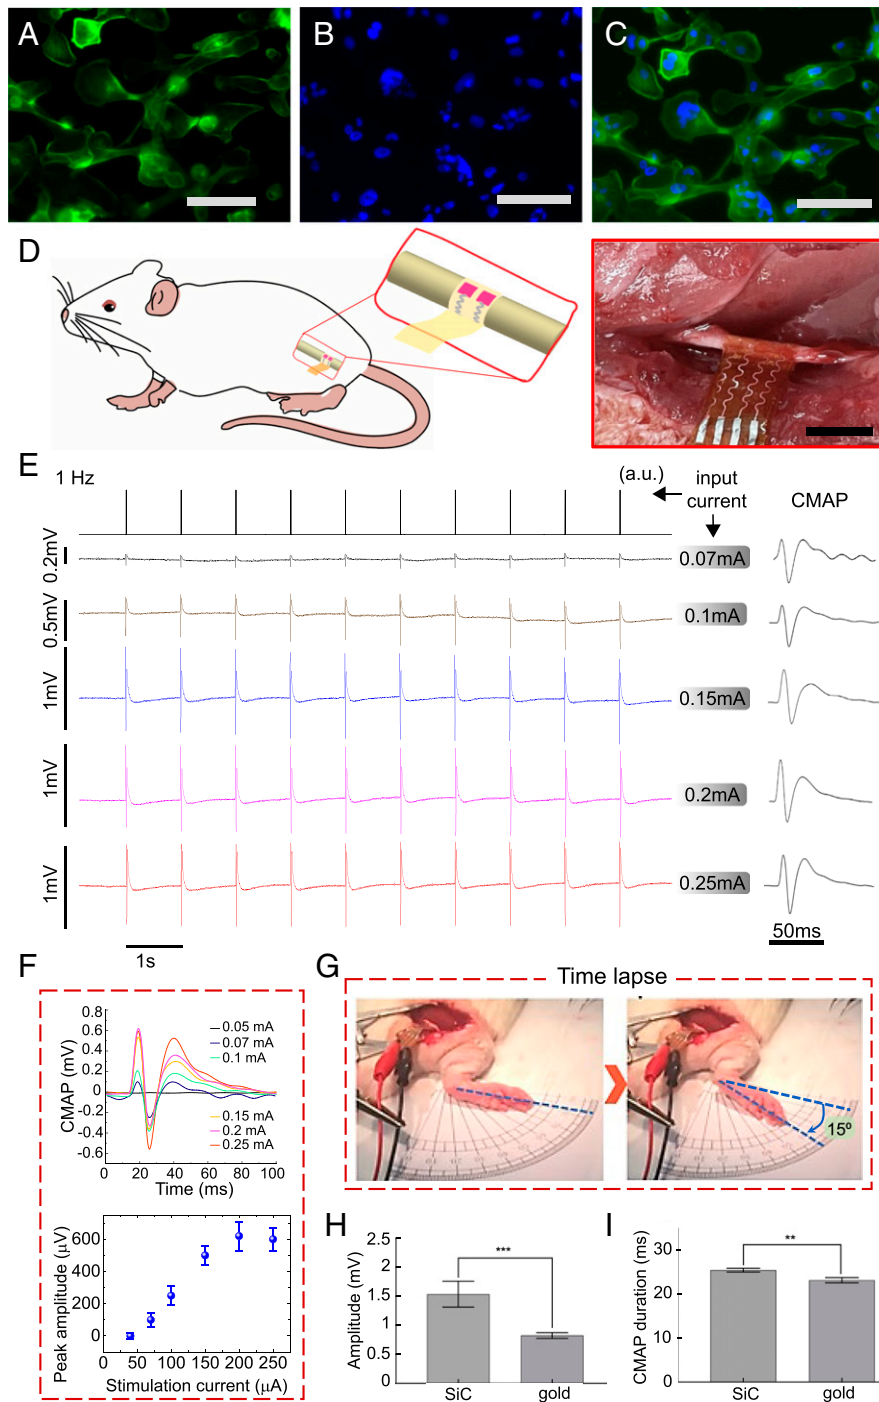 A
B
C
D
E
1 Hz
(a.u.)
input
current
CMAP
0.2mV
0.07mA
0.5mV
0.1mA
1mV
0.15mA
1mV
0.2mA
1mV
0.25mA
1s
50ms
F
0.8
0.6
0.4
0.2
0
-0.2
-0.4
-0.6
CMAP (mV)
0.05 mA
0.07 mA
0.1 mA
0.15 mA
0.2 mA
0.25 mA
0 20 40 60 80 100
Time (ms)
Peak amplitude (μV)
600
400
200
0
0 50 100 150 200 250
Stimulation current (μA)
G
Time lapse
15º
H
Amplitude (mV)
2.5
2
1.5
1
0.5
0
***
SiC gold
I
CMAP duration (ms)
30
20
10
0
**
SiC gold